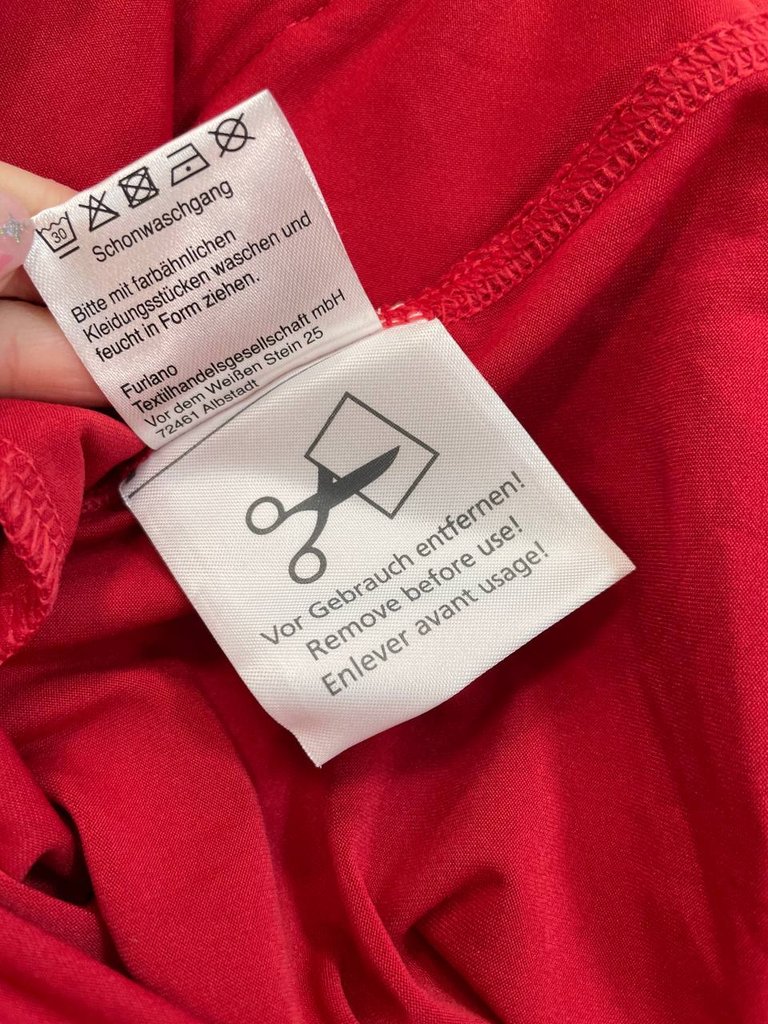 30
Schonwaschgang
Bitte mit farbähnlichen
Kleidungsstücken waschen und
feucht in Form ziehen.
Furlano
Textilhandelsgesellschaft mbH
Vor dem Weißen Stein 25
72461 Albstadt
Vor Gebrauch entfernen!
Remove before use!
Enlever avant usage!